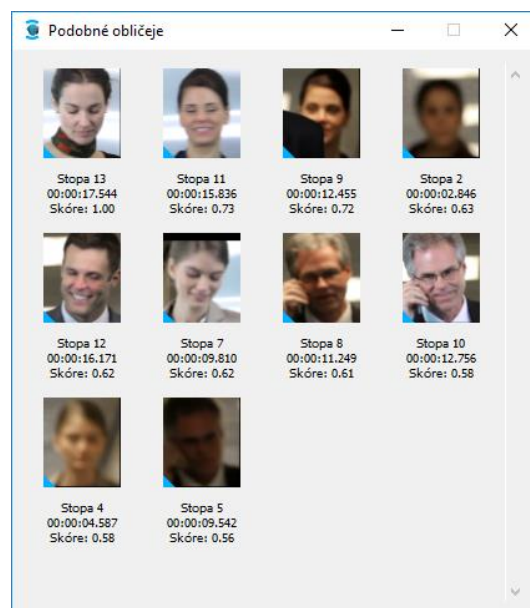 Podobné obličeje
Stopa 13
00:00:17.544
Skóre: 1.00
Stopa 11
00:00:15.836
Skóre: 0.73
Stopa 9
00:00:12.455
Skóre: 0.72
Stopa 2
00:00:02.846
Skóre: 0.63
Stopa 12
00:00:16.171
Skóre: 0.62
Stopa 7
00:00:09.810
Skóre: 0.62
Stopa 8
00:00:11.249
Skóre: 0.61
Stopa 10
00:00:12.756
Skóre: 0.58
Stopa 4
00:00:04.587
Skóre: 0.58
Stopa 5
00:00:09.542
Skóre: 0.56